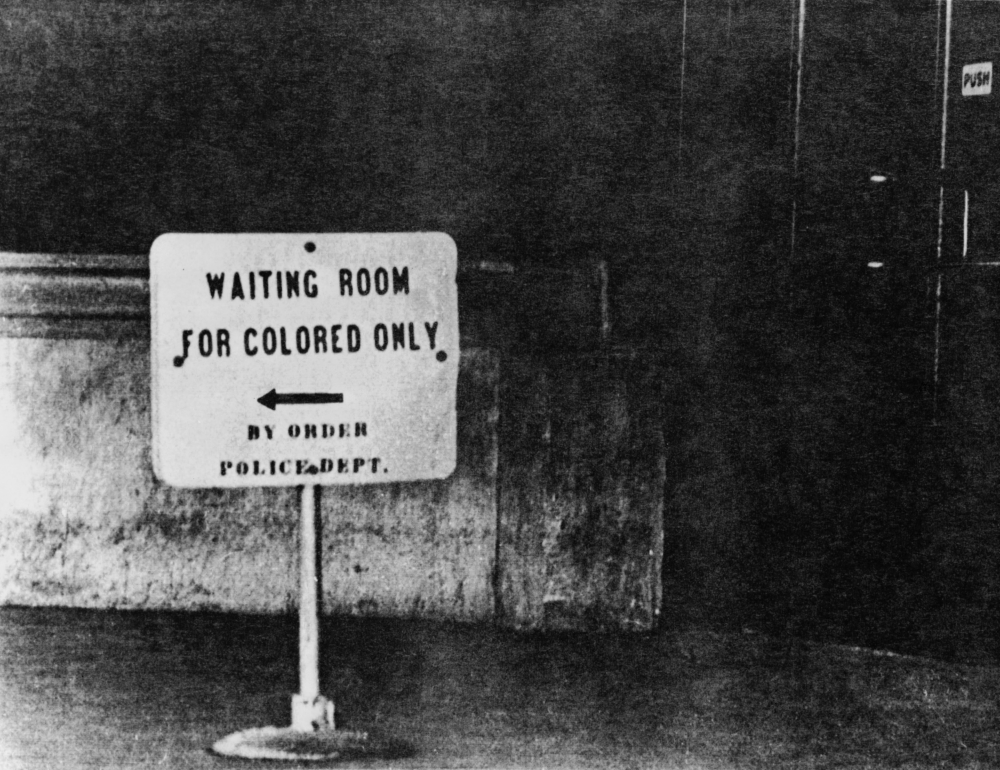 PUSH
WAITING ROOM
FOR COLORED ONLY
BY ORDER
POLICE DEPT.